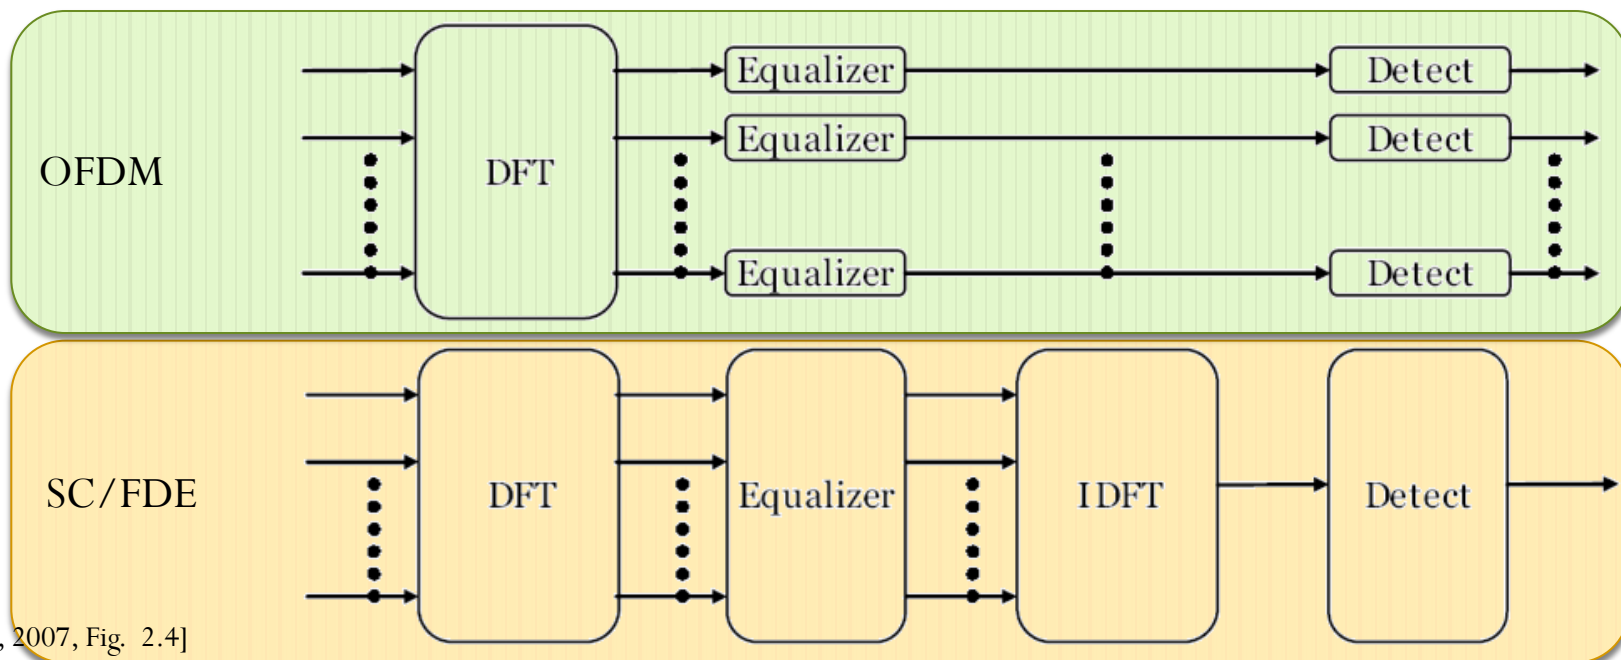 Equalizer Detect
Equalizer Detect
OFDM DFT
Equalizer Detect
SC/FDE DFT Equalizer IDFT Detect
, 2007, Fig. 2.4]